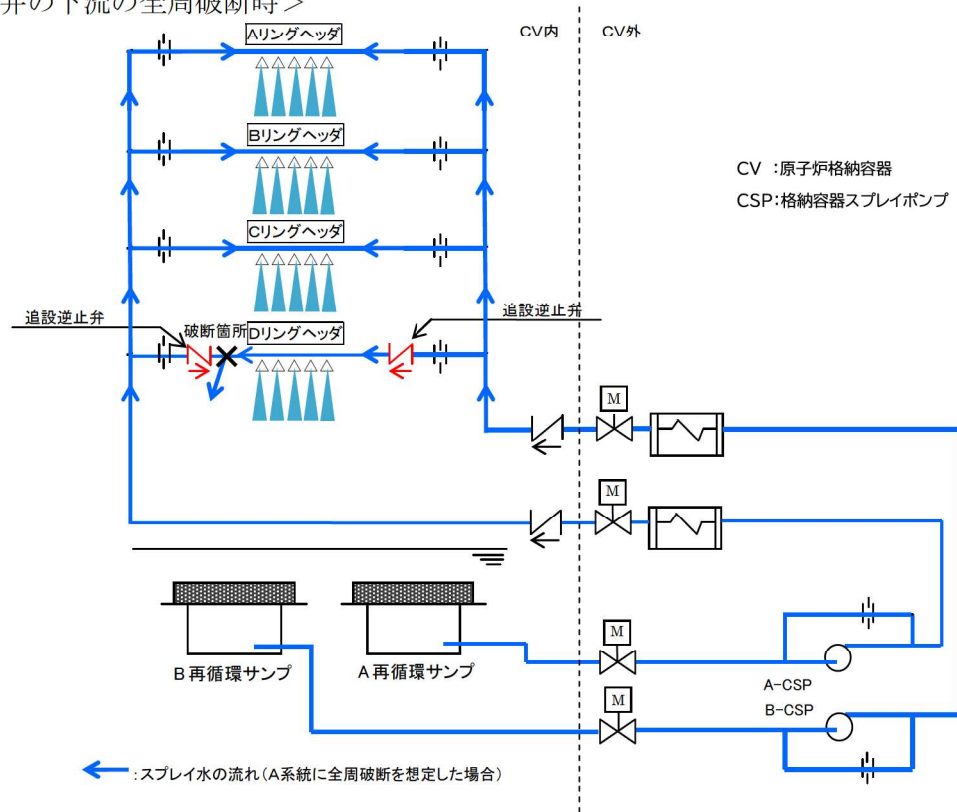 弁の下流の全周破断時>
Aリングヘッダ
CV内
CV外
Bリングヘッダ
CV :原子炉格納容器
CSP:格納容器スプレイポンプ
Cリングヘッダ
追設逆止弁
破断箇所
Dリングヘッダ
追設逆止弁
M
M
M
M
B再循環サンプ
A再循環サンプ
A-CSP
B-CSP
:スプレイ水の流れ(A系統に全周破断を想定した場合)